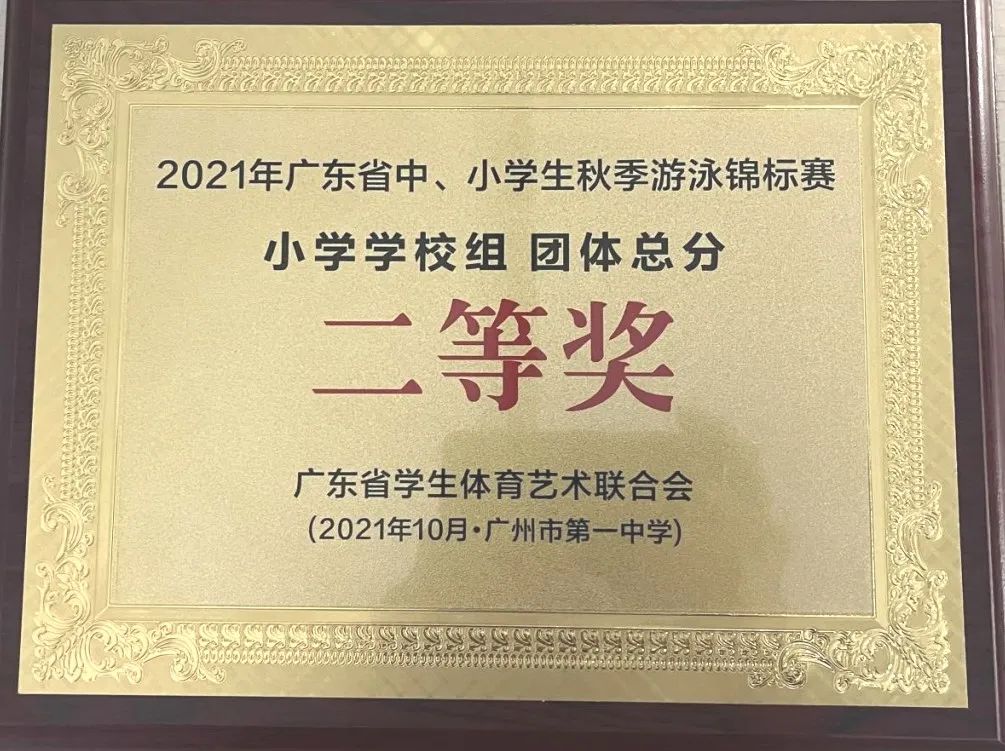 2021年广东省中、小学生秋季游泳锦标赛
小学学校组 团体总分
二等奖
广东省学生体育艺术联合会
(2021年10月·广州市第一中学)